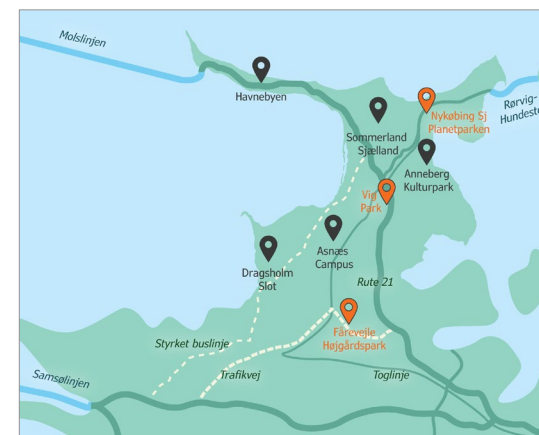 Molslinjen
Havnebyen
Rørvig-
Hundeste
Nykøbing Sj
Planetparken
Sommerland
Sjælland
Anneberg
Kulturpark
Vig
Park
Asnæs
Campus
Dragsholm
Slot
Rute 21
Fårevejle
Højgårdspark
Styrket buslinje
Trafikvej
Toglinje
Samsølinjen